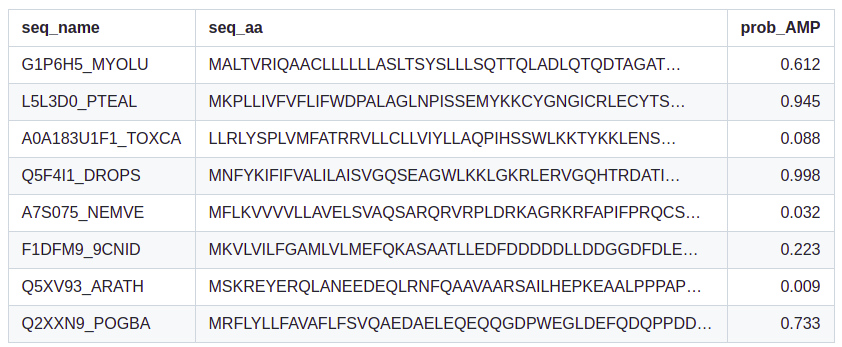 seq_name seq_aa prob_AMP
G1P6H5_MYOLU MALTVRIQAACLLLLLLASLTSYSLLLSQTTQLADLQTQDTAGAT… 0.612
L5L3D0_PTEAL MKPLLIVFVFLIFWDPALAGLNPISSEMYKKCYGNGICRLECYTS… 0.945
A0A183U1F1_TOXCA LLRLYSPLVMFATRRVLLCLLVIYLLAQPIHSSWLKKTYKKLENS… 0.088
Q5F4I1_DROPS MNFYKIFIFVALILAISVGQSEAGWLKKLGKRLERVGQHTRDATI… 0.998
A7S075_NEMVE MFLKVVVVLLAVELSVAQSARQRVRPLDRKAGRKRFAPIFPRQCS… 0.032
F1DFM9_9CNID MKVLVILFGAMLVLMEFQKASAATLLEDFDDDDDLLDDGGDFDLE… 0.223
Q5XV93_ARATH MSKREYERQLANEEDEQLRNFQAAVAARSAILHEPKEAALPPPAP… 0.009
Q2XXN9_POGBA MRFLYLLFAVAFLFSVQAEDAELEQEQQGDPWEGLDEFQDQPPDD… 0.733